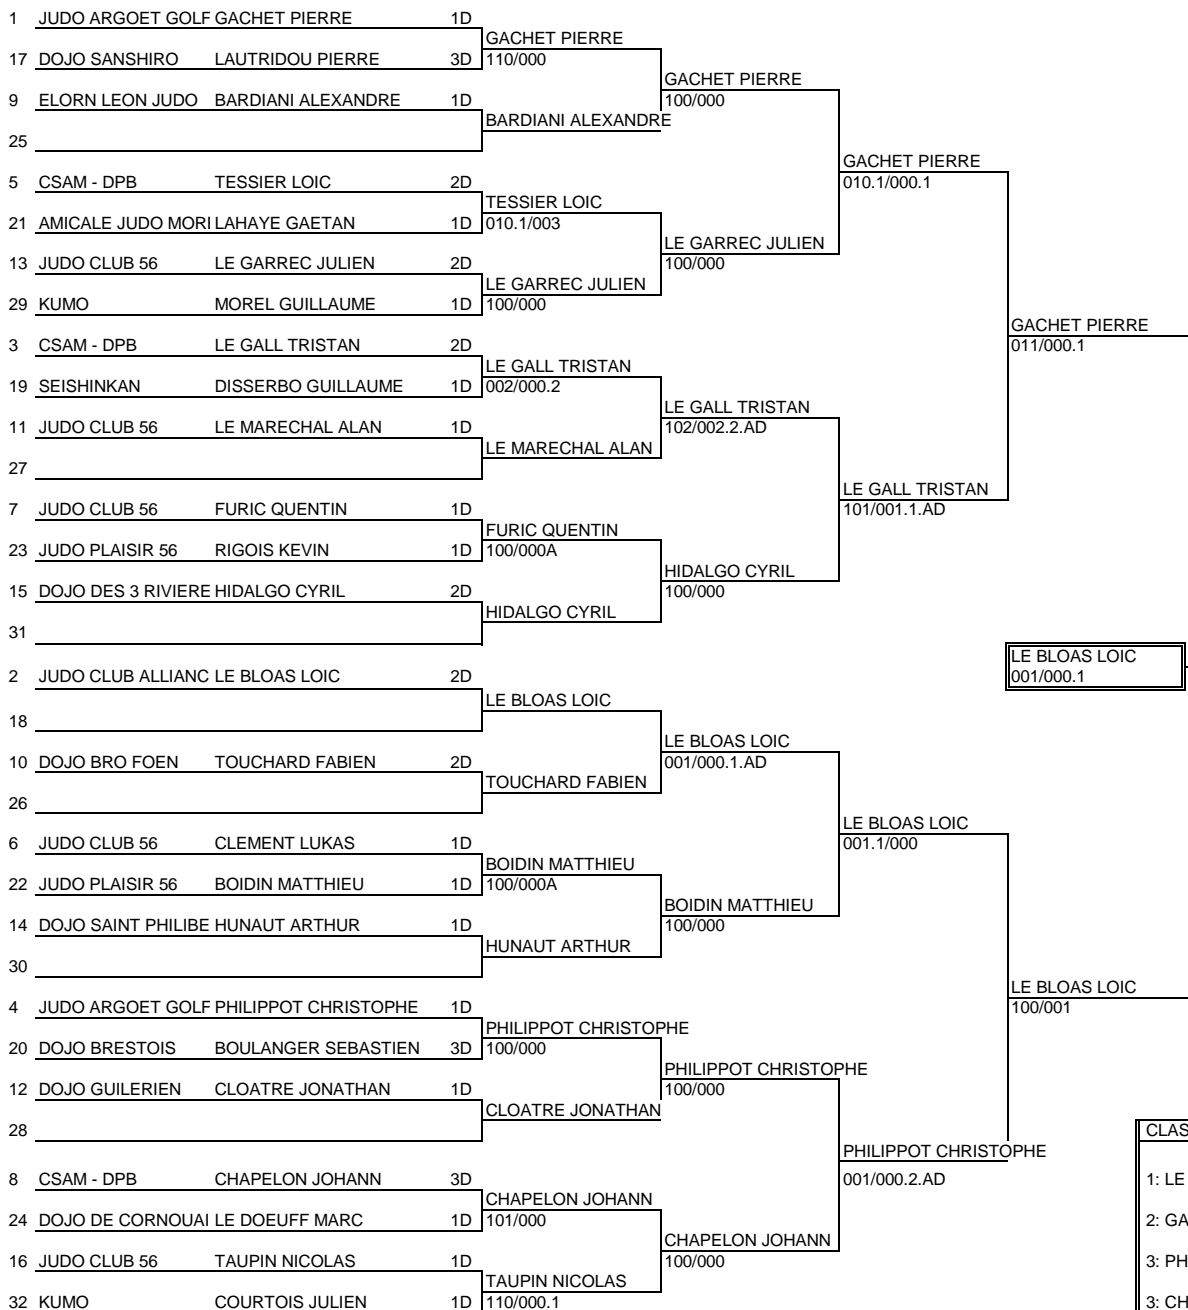 1 JUDO ARGOET GOLF GACHET PIERRE 1D
GACHET PIERRE
17 DOJO SANSHIRO LAUTRIDOU PIERRE 3D 110/000
GACHET PIERRE
9 ELORN LEON JUDO BARDIANI ALEXANDRE 1D 100/000
BARDIANI ALEXANDRE
25
GACHET PIERRE
5 CSAM - DPB TESSIER LOIC 2D 010.1/000.1
TESSIER LOIC
21 AMICALE JUDO MORI LAHAYE GAETAN 1D 010.1/003
LE GARREC JULIEN
13 JUDO CLUB 56 LE GARREC JULIEN 2D 100/000
LE GARREC JULIEN
29 KUMO MOREL GUILLAUME 1D 100/000
GACHET PIERRE
3 CSAM - DPB LE GALL TRISTAN 2D 011/000.1
LE GALL TRISTAN
19 SEISHINKAN DISSERBO GUILLAUME 1D 002/000.2
LE GALL TRISTAN
11 JUDO CLUB 56 LE MARECHAL ALAN 1D 102/002.2.AD
LE MARECHAL ALAN
27
LE GALL TRISTAN
7 JUDO CLUB 56 FURIC QUENTIN 1D 101/001.1.AD
FURIC QUENTIN
23 JUDO PLAISIR 56 RIGOIS KEVIN 1D 100/000A
HIDALGO CYRIL
15 DOJO DES 3 RIVIERE HIDALGO CYRIL 2D 100/000
HIDALGO CYRIL
31
LE BLOAS LOIC
2 JUDO CLUB ALLIANC LE BLOAS LOIC 2D 001/000.1
LE BLOAS LOIC
18
LE BLOAS LOIC
10 DOJO BRO FOEN TOUCHARD FABIEN 2D 001/000.1.AD
TOUCHARD FABIEN
26
LE BLOAS LOIC
6 JUDO CLUB 56 CLEMENT LUKAS 1D 001.1/000
BOIDIN MATTHIEU
22 JUDO PLAISIR 56 BOIDIN MATTHIEU 1D 100/000A
BOIDIN MATTHIEU
14 DOJO SAINT PHILIBE HUNAUT ARTHUR 1D 100/000
HUNAUT ARTHUR
30
LE BLOAS LOIC
4 JUDO ARGOET GOLF PHILIPPOT CHRISTOPHE 1D 100/001
PHILIPPOT CHRISTOPHE
20 DOJO BRESTOIS BOULANGER SEBASTIEN 3D 100/000
PHILIPPOT CHRISTOPHE
12 DOJO GUILERIEN CLOATRE JONATHAN 1D 100/000
CLOATRE JONATHAN
28 CLAS
PHILIPPOT CHRISTOPHE
8 CSAM - DPB CHAPELON JOHANN 3D 001/000.2.AD 1: LE
CHAPELON JOHANN
24 DOJO DE CORNOUAI LE DOEUFF MARC 1D 101/000 2: GA
CHAPELON JOHANN
16 JUDO CLUB 56 TAUPIN NICOLAS 1D 100/000 3: PH
TAUPIN NICOLAS
32 KUMO COURTOIS JULIEN 1D 110/000.1 3: CH